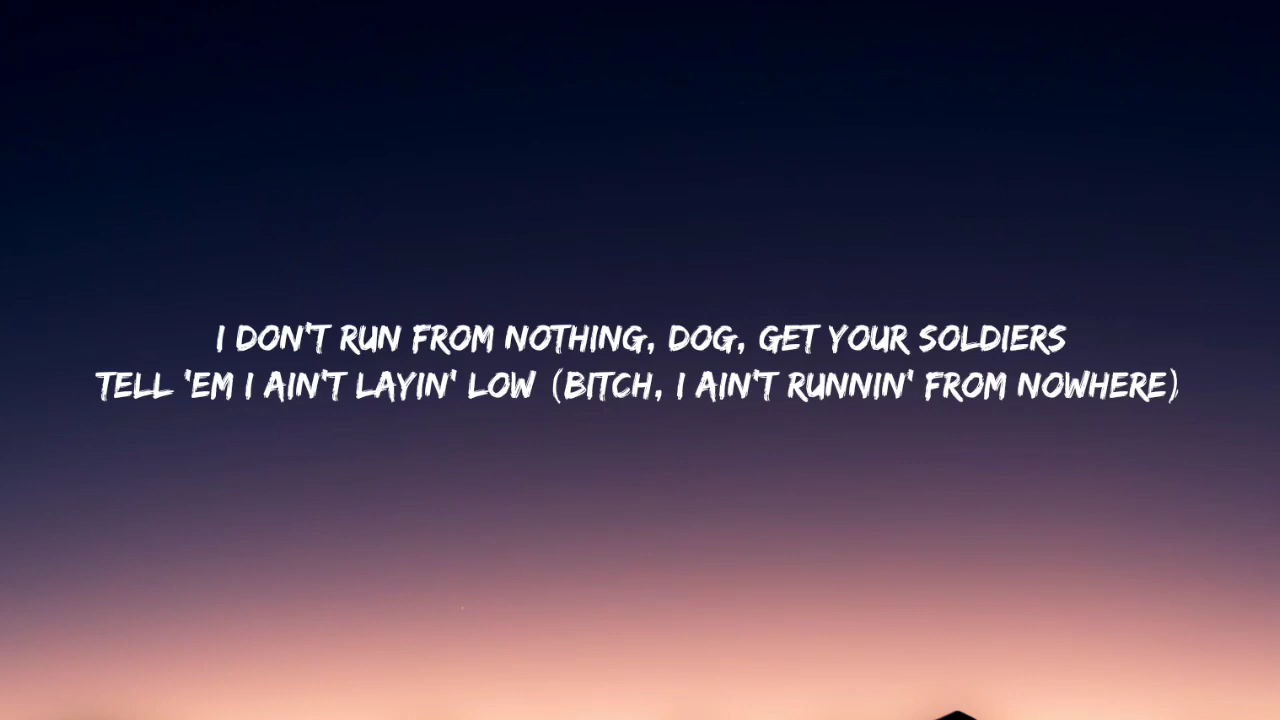 I DON'T RUN FROM NOTHING, DOG, GET YOUR SOLDIERS
TELL 'EM I AIN'T LAYIN' LOW (BITCH, I AIN'T RUNNIN' FROM NOWHERE)